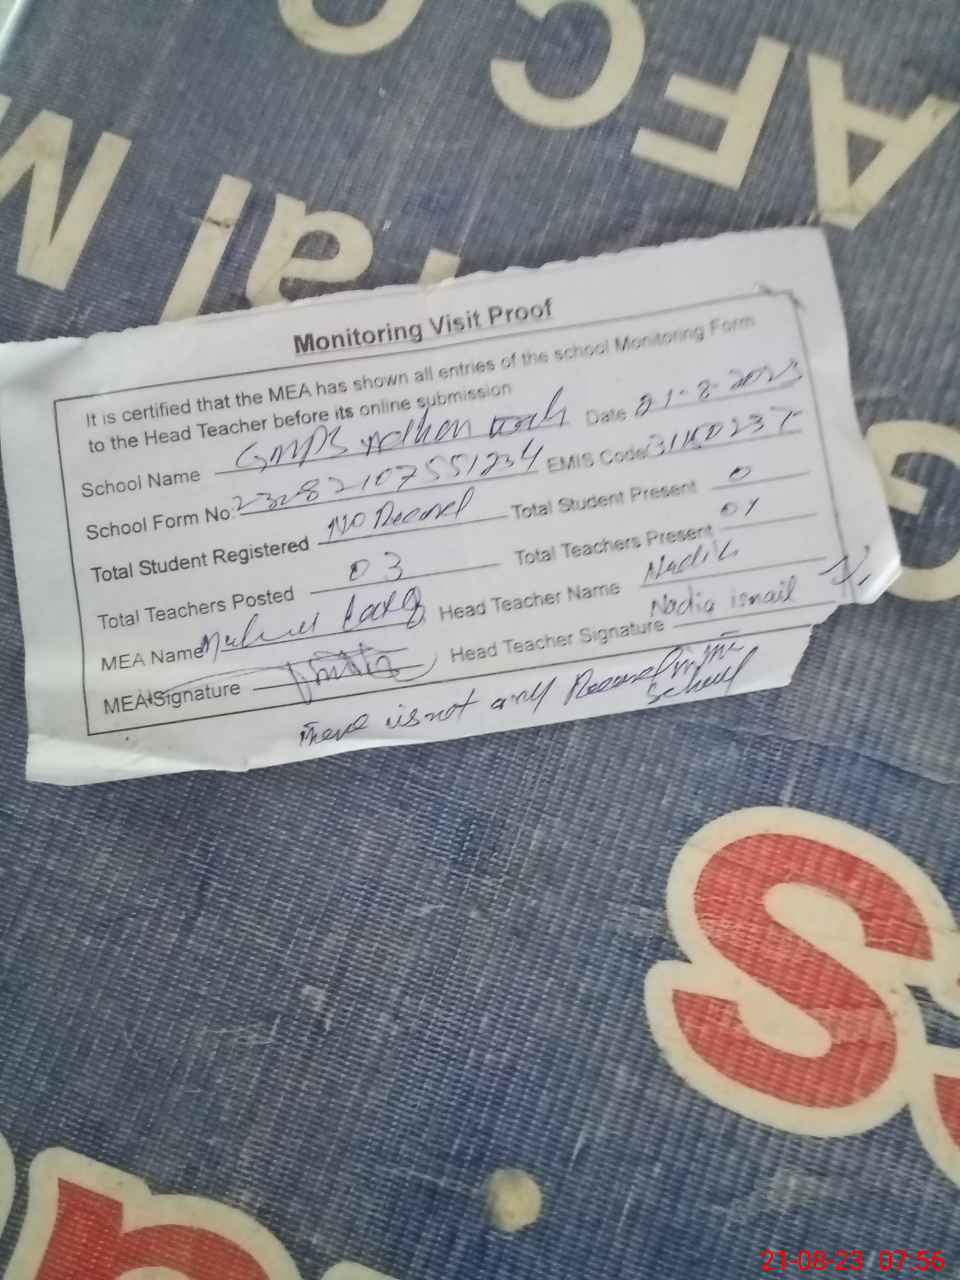 AFC O
ral M
G
Monitoring Visit Proof
It is certified that the MEA has shown all entries of the school Monitoring Form
to the Head Teacher before its online submission
School Name GMPS Date 21-8-2023
School Form No: 23282107551234 EMIS Code
Total Student Registered NO Record Total Student Present 0
Total Teachers Posted 03 Total Teachers Present 01
MEA Name Head Teacher Name Nadia
MEA Signature Head Teacher Signature Nadia ismail
There is not any Record in the
School
S
21-08-23 07:56